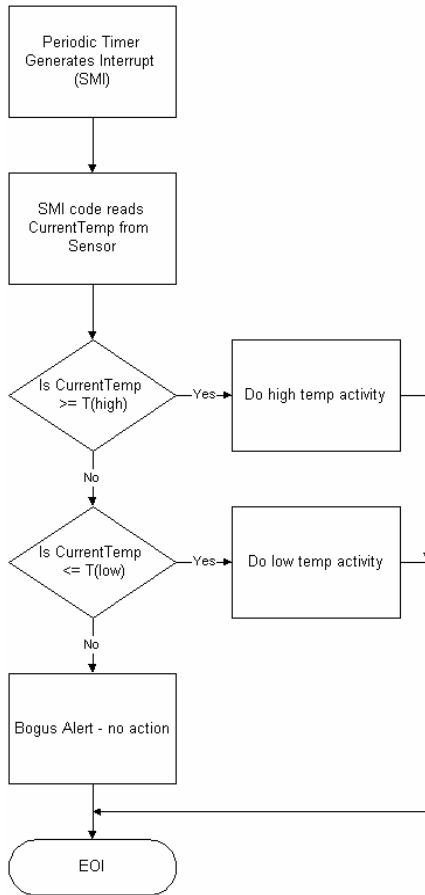 Periodic Timer
Generates Interrupt
(SMI)
SMI code reads
CurrentTemp from
Sensor
Is CurrentTemp
>= T(high)
Yes
Do high temp activity
No
Is CurrentTemp
<= T(low)
Yes
Do low temp activity
No
Bogus Alert - no action
EOI